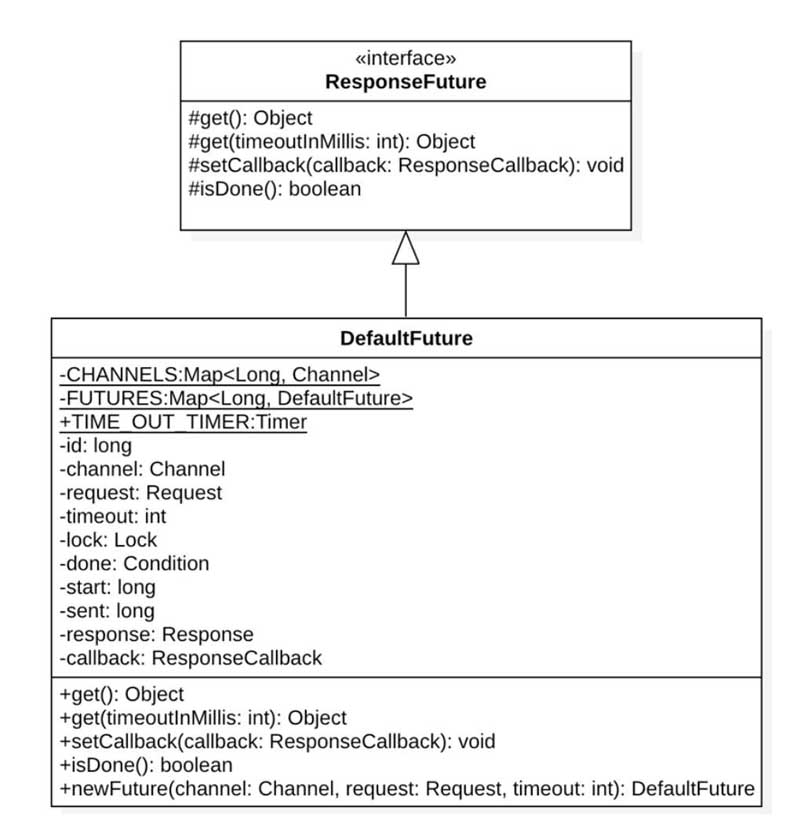 «interface»
ResponseFuture
#get(): Object
#get(timeoutInMillis: int): Object
#setCallback(callback: ResponseCallback): void
#isDone(): boolean
DefaultFuture
-CHANNELS:Map<Long, Channel>
-FUTURES:Map<Long, DefaultFuture>
+TIME_OUT_TIMER:Timer
-id: long
-channel: Channel
-request: Request
-timeout: int
-lock: Lock
-done: Condition
-start: long
-sent: long
-response: Response
-callback: ResponseCallback
+get(): Object
+get(timeoutInMillis: int): Object
+setCallback(callback: ResponseCallback): void
+isDone(): boolean
+newFuture(channel: Channel, request: Request, timeout: int): DefaultFuture